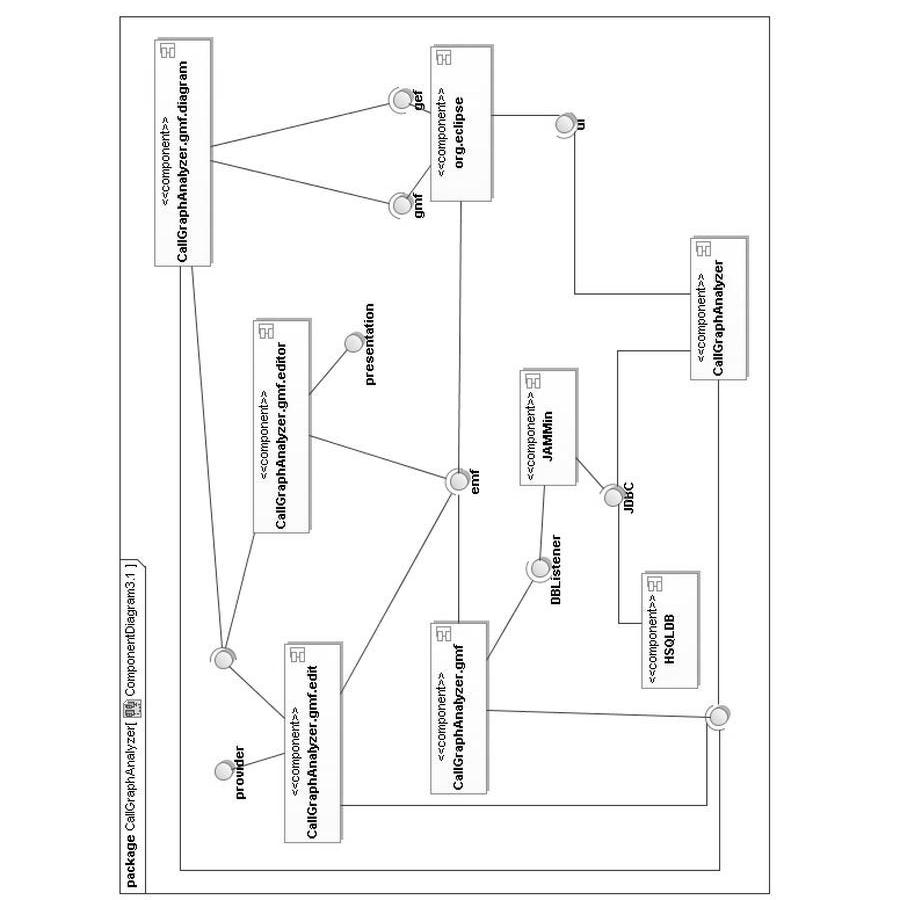 package CallGraphAnalyzer[ ComponentDiagram3.1 ]
<<component>>
CallGraphAnalyzer.gmf.diagram
<<component>>
CallGraphAnalyzer.gmf.editor
presentation
provider
<<component>>
CallGraphAnalyzer.gmf.edit
gef
gmf
<<component>>
org.eclipse
emf
<<component>>
CallGraphAnalyzer.gmf
<<component>>
JAMMin
DBListener
ui
JDBC
<<component>>
HSQLDB
<<component>>
CallGraphAnalyzer